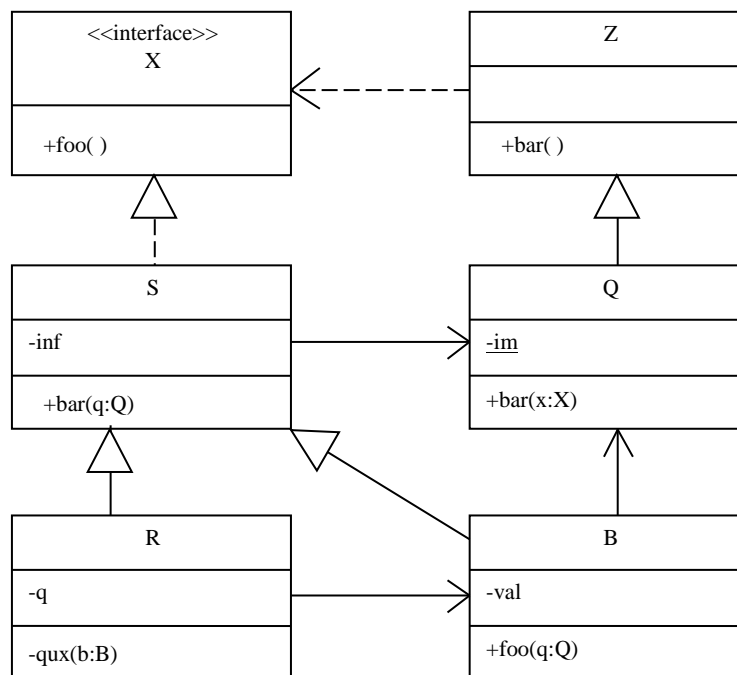 <<interface>>
X
+foo( )
Z
+bar( )
S
-inf
+bar(q:Q)
Q
-im
+bar(x:X)
R
-q
-qux(b:B)
B
-val
+foo(q:Q)